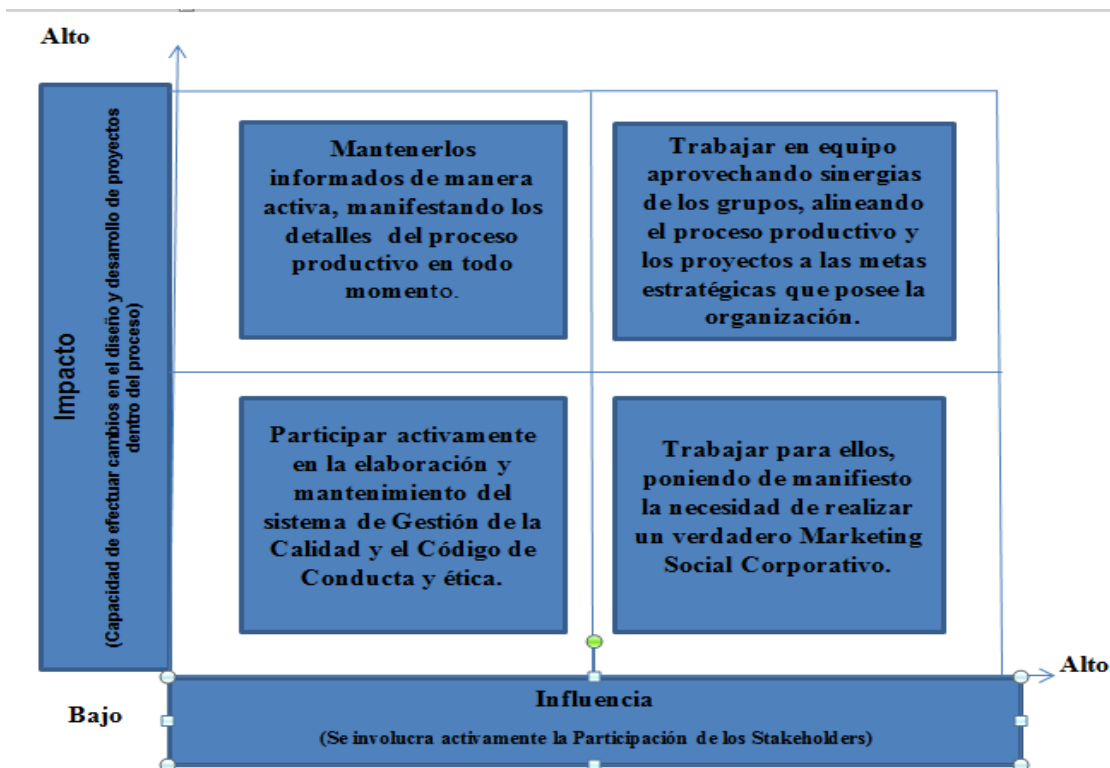 Alto
Impacto
(Capacidad de efectuar cambios en el diseño y desarrollo de proyectos
dentro del proceso)
Mantenerlos
informados de manera
activa, manifestando los
detalles del proceso
productivo en todo
momento.
Trabajar en equipo
aprovechando sinergias
de los grupos, alineando
el proceso productivo y
los proyectos a las metas
estratégicas que posee la
organización.
Participar activamente
en la elaboración y
mantenimiento del
sistema de Gestión de la
Calidad y el Código de
Conducta y ética.
Trabajar para ellos,
poniendo de manifiesto
la necesidad de realizar
un verdadero Marketing
Social Corporativo.
Alto
Bajo
Influencia
(Se involucra activamente la Participación de los Stakeholders)